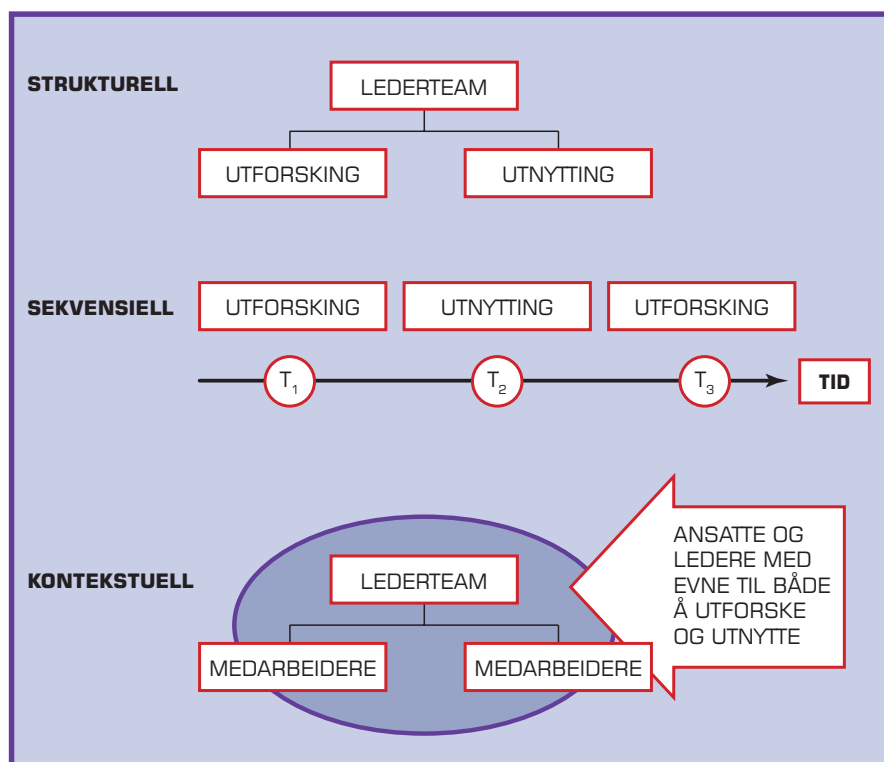 STRUKTURELL
LEDERTEAM
UTFORSKING
UTNYTTING
SEKVENSIELL
UTFORSKING
UTNYTTING
UTFORSKING
T1
T2
T3
TID
KONTEKSTUELL
LEDERTEAM
MEDARBEIDERE
MEDARBEIDERE
ANSATTE OG
LEDERE MED
EVNE TIL BÅDE
Å UTFORSKE
OG UTNYTTE